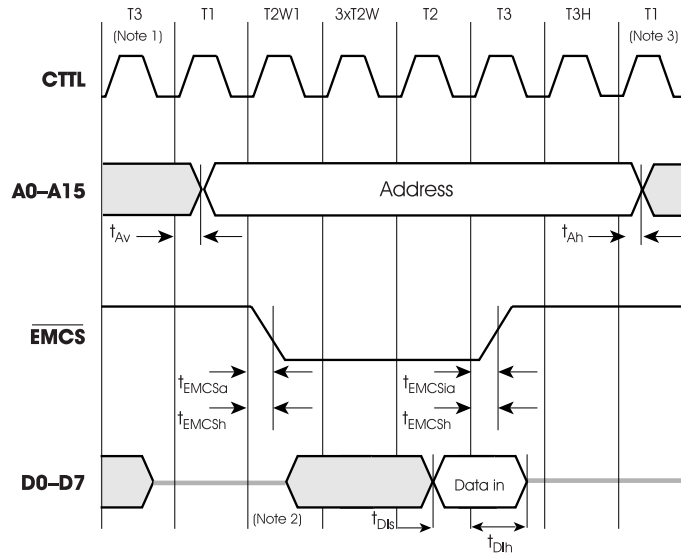 T3 T1 T2W1 3xT2W T2 T3 T3H T1
(Note 1) (Note 3)
CTTL
A0–A15 Address
tAv tAh
EMCS
tEMCSa tEMCSia
tEMCSh tEMCSh
D0–D7 Data in
(Note 2) tDIs
tDIh